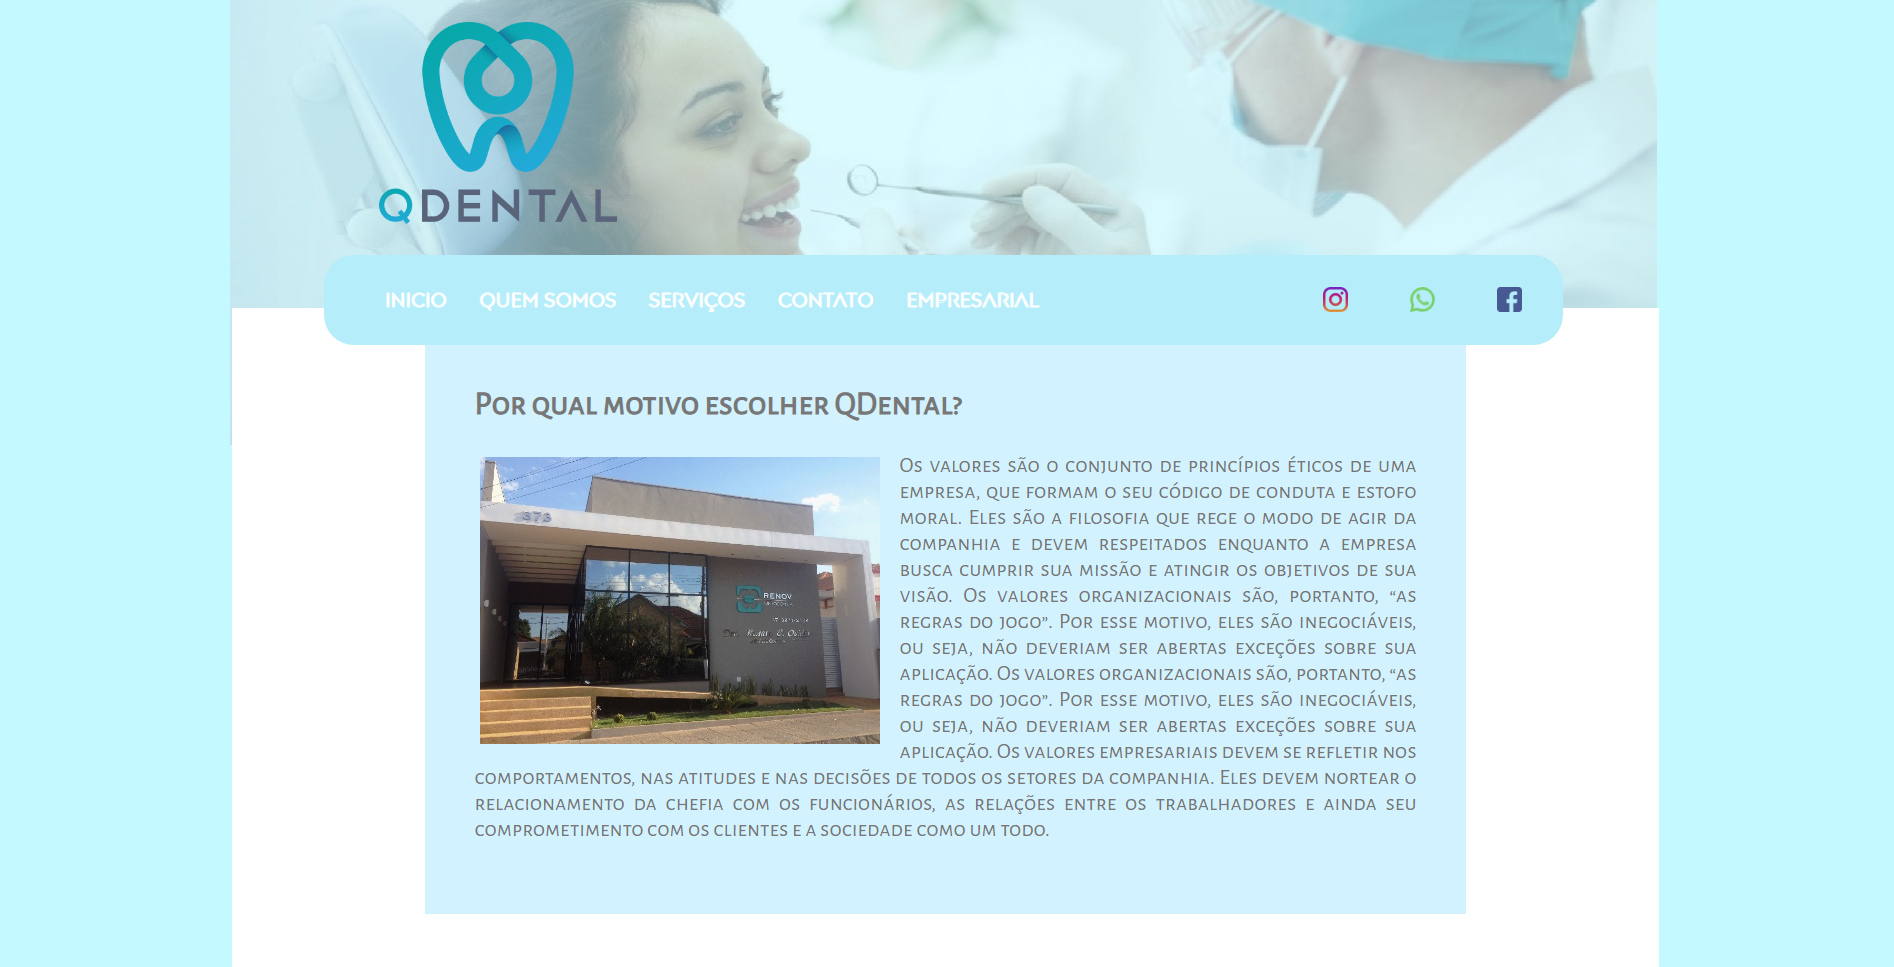 QDENTAL
INICIO QUEM SOMOS SERVIÇOS CONTATO EMPRESARIAL
Por qual motivo escolher QDental?
Os valores são o conjunto de princípios éticos de uma
empresa, que formam o seu código de conduta e estofo
moral. Eles são a filosofia que rege o modo de agir da
companhia e devem respeitados enquanto a empresa
busca cumprir sua missão e atingir os objetivos de sua
visão. Os valores organizacionais são, portanto, “as
regras do jogo”. Por esse motivo, eles são inegociáveis,
ou seja, não deveriam ser abertas exceções sobre sua
aplicação. Os valores organizacionais são, portanto, “as
regras do jogo”. Por esse motivo, eles são inegociáveis,
ou seja, não deveriam ser abertas exceções sobre sua
aplicação. Os valores empresariais devem se refletir nos
comportamentos, nas atitudes e nas decisões de todos os setores da companhia. Eles devem nortear o
relacionamento da chefia com os funcionários, as relações entre os trabalhadores e ainda seu
comprometimento com os clientes e a sociedade como um todo.
373
RENOV